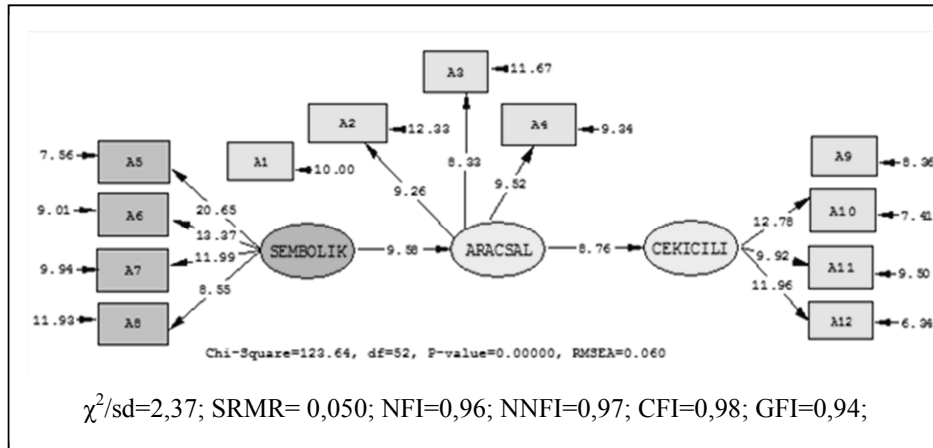 A3 11.67
A2 12.33
A4 9.34
7.56 A5
A1 10.00
8.33
A9 8.36
9.26 9.52
9.01 A6
20.65
13.37
12.78
A10 7.41
SEMBOLIK 9.58 ARACSAL 8.76 CEKICILI
9.94 A7
11.99
9.92
A11 9.50
8.55
11.96
11.93 A8
A12 6.34
Chi-Square=123.64, df=52, P-value=0.00000, RMSEA=0.060
χ²/sd=2,37; SRMR= 0,050; NFI=0,96; NNFI=0,97; CFI=0,98; GFI=0,94;